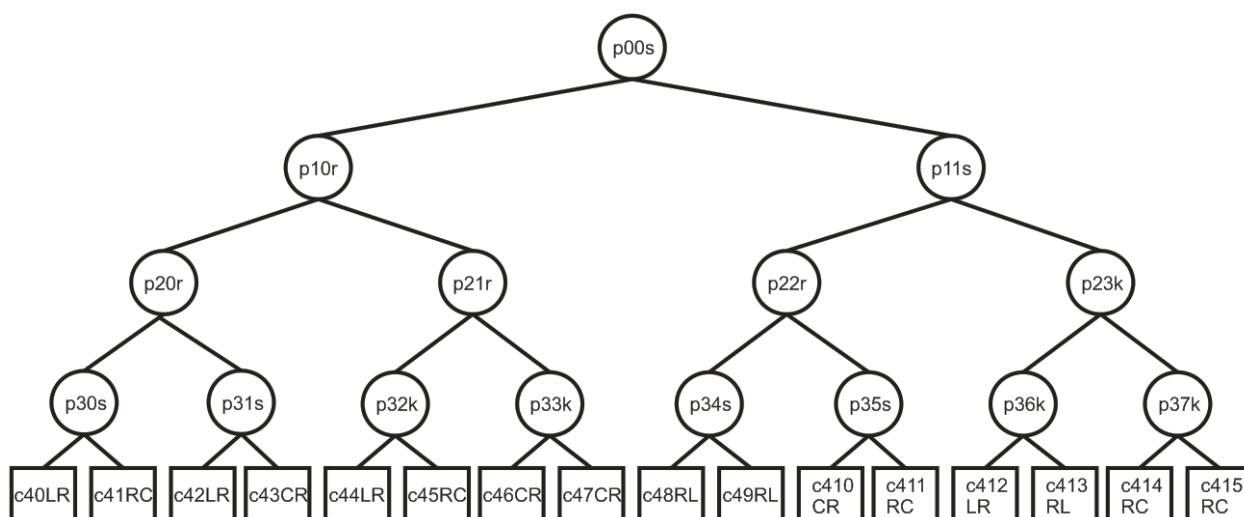 p00s
p10r
p11s
p20r
p21r
p22r
p23k
p30s
p31s
p32k
p33k
p34s
p35s
p36k
p37k
c40LR
c41RC
c42LR
c43CR
c44LR
c45RC
c46CR
c47CR
c48RL
c49RL
c410
CR
c411
RC
c412
LR
c413
RL
c414
RC
c415
RC